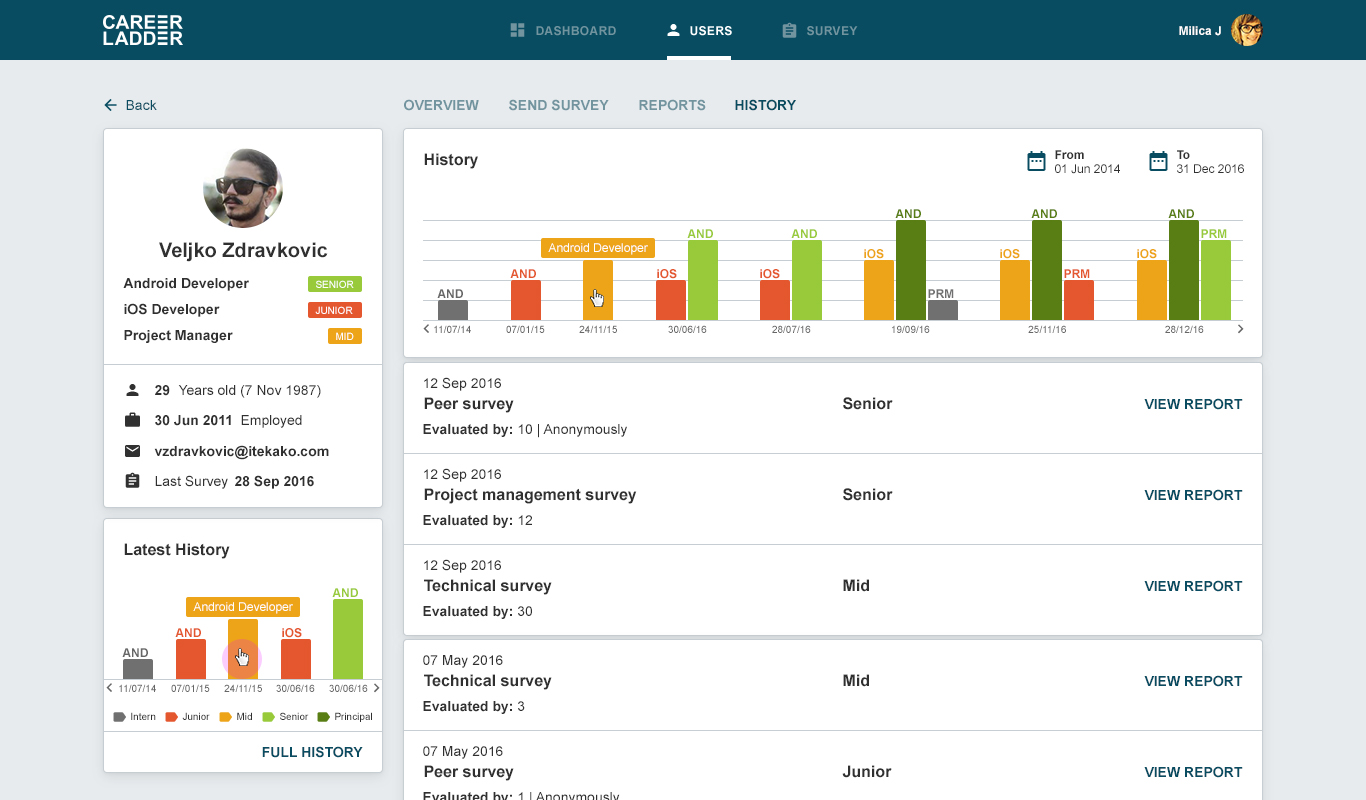 CAREER
LADDER
DASHBOARD
USERS
SURVEY
Milica J
Back
OVERVIEW
SEND SURVEY
REPORTS
HISTORY
Veljko Zdravkovic
Android Developer SENIOR
iOS Developer JUNIOR
Project Manager MID
29 Years old (7 Nov 1987)
30 Jun 2011 Employed
vzdravkovic@itekako.com
Last Survey 28 Sep 2016
Latest History
AND
AND
Android Developer
iOS
AND
11/07/14 07/01/15 24/11/15 30/06/16 30/06/16
Intern Junior Mid Senior Principal
FULL HISTORY
History
From
01 Jun 2014
To
31 Dec 2016
AND
AND
Android Developer
iOS AND
iOS AND
iOS AND PRM
iOS AND PRM
iOS AND PRM
11/07/14 07/01/15 24/11/15 30/06/16 28/07/16 19/09/16 25/11/16 28/12/16
12 Sep 2016
Peer survey Senior VIEW REPORT
Evaluated by: 10 | Anonymously
12 Sep 2016
Project management survey Senior VIEW REPORT
Evaluated by: 12
12 Sep 2016
Technical survey Mid VIEW REPORT
Evaluated by: 30
07 May 2016
Technical survey Mid VIEW REPORT
Evaluated by: 3
07 May 2016
Peer survey Junior VIEW REPORT
Evaluated by: 1 | Anonymously